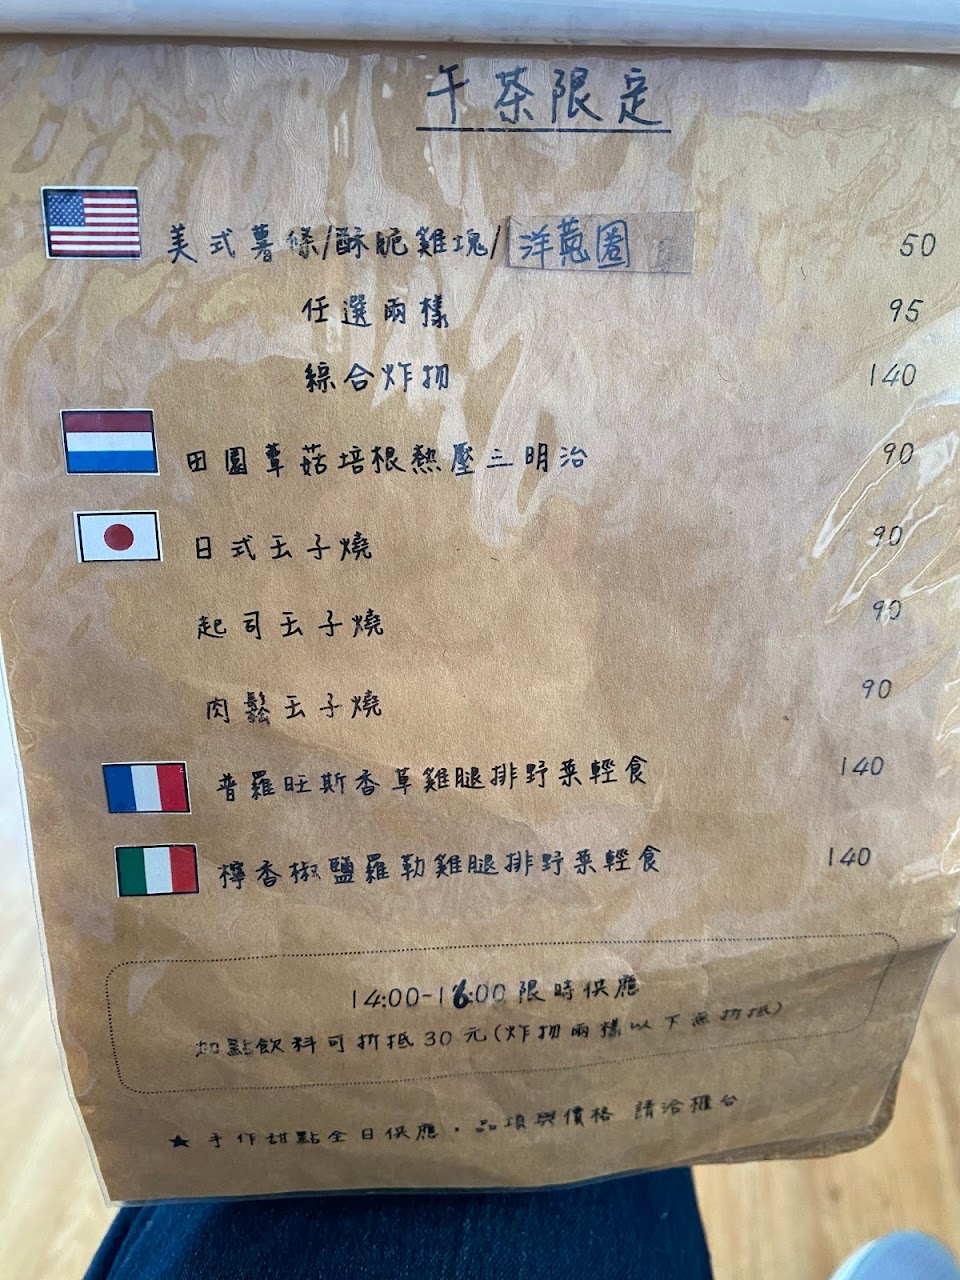 午茶限定
美式薯條/酥脆雞塊/洋蔥圈 50
任選兩樣 95
綜合炸物 140
田園蕈菇培根熱壓三明治 90
日式玉子燒 90
起司玉子燒 90
肉鬆玉子燒 90
普羅旺斯香草雞腿排野菜輕食 140
檸香椒鹽羅勒雞腿排野菜輕食 140
14:00-16:00 限時供應
加點飲料可折抵30元(炸物兩樣以下無折抵)
★手作甜點全日供應，品項與價格 請洽櫃台